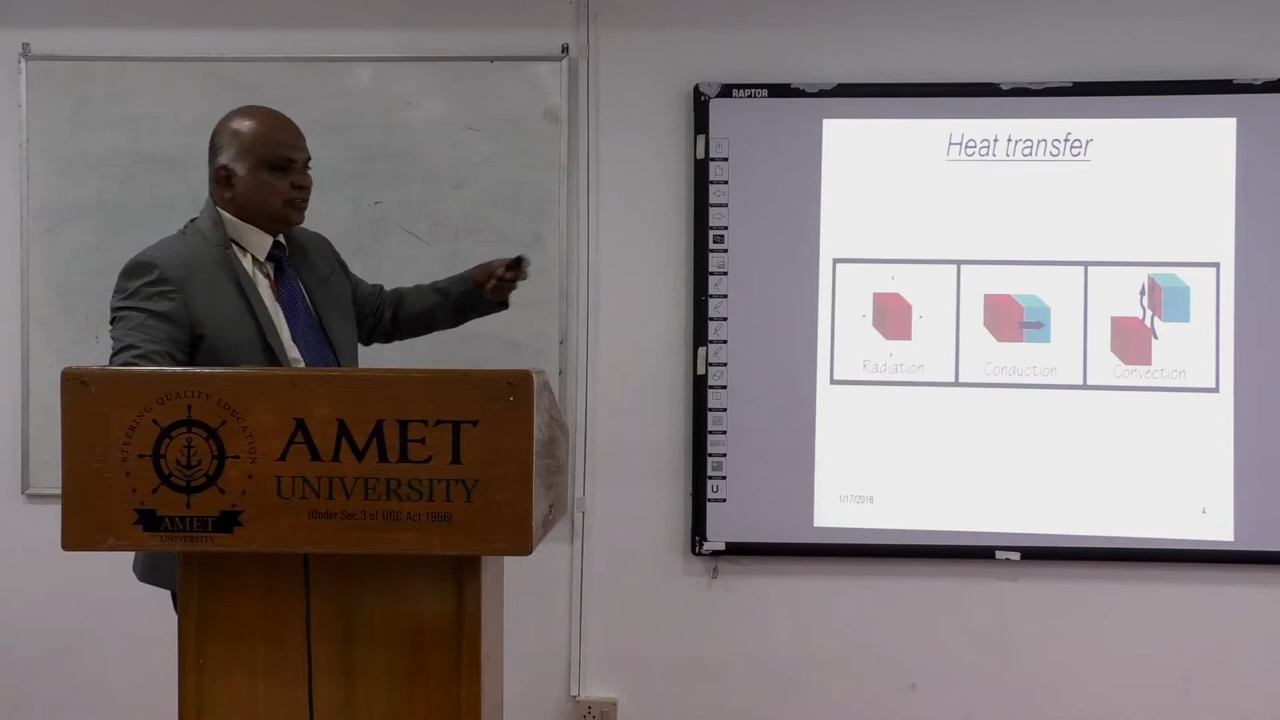 STEERING QUALITY EDUCATION
AMET
UNIVERSITY
AMET
UNIVERSITY
(Under Sec.3 of UGC Act 1956)
RAPTOR
Heat transfer
Radiation
Conduction
Convection
1/17/2018
4
U